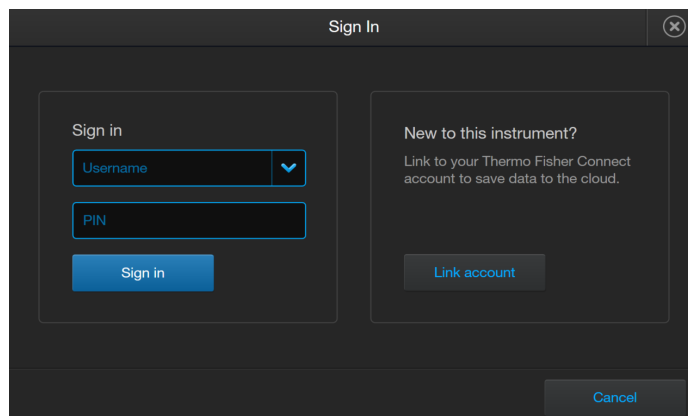 Sign In
Sign in
Username
PIN
Sign in
New to this instrument?
Link to your Thermo Fisher Connect
account to save data to the cloud.
Link account
Cancel